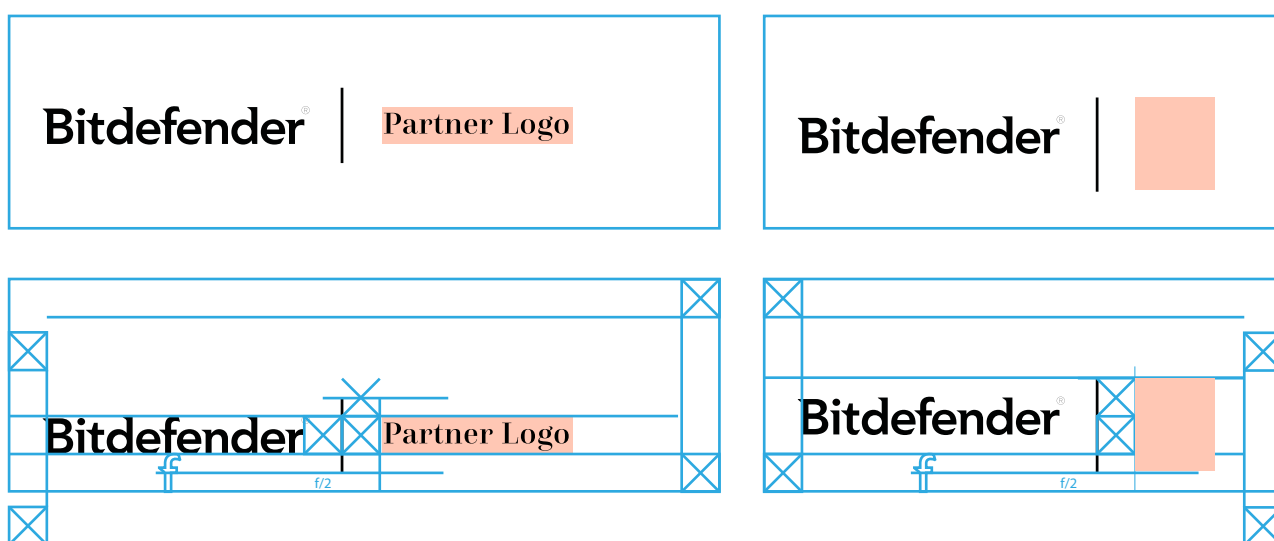 Bitdefender® | Partner Logo
Bitdefender®
Bitdefender Partner Logo
f
f/2
Bitdefender®
f
f/2